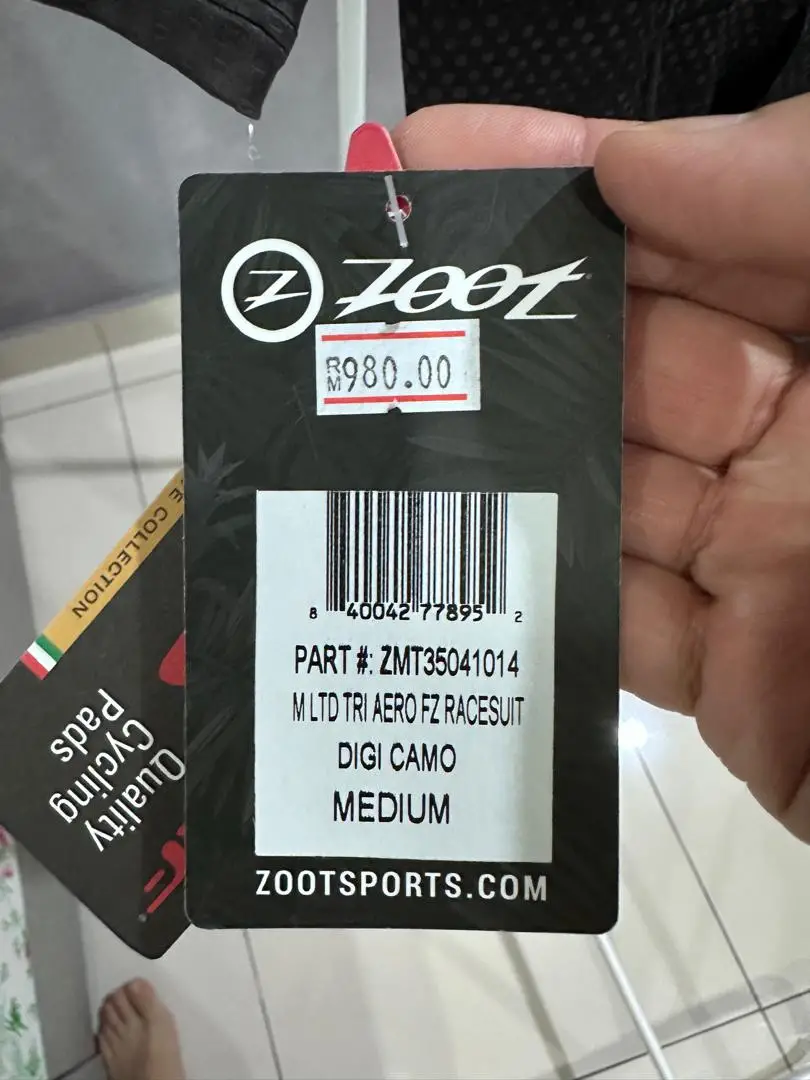 Z ZOOT
RM980.00
8 40042 77895 2
PART #: ZMT35041014
M LTD TRI AERO FZ RACESUIT
DIGI CAMO
MEDIUM
ZOOTSPORTS.COM
COLLECTION
Quality
Cycling
Pads